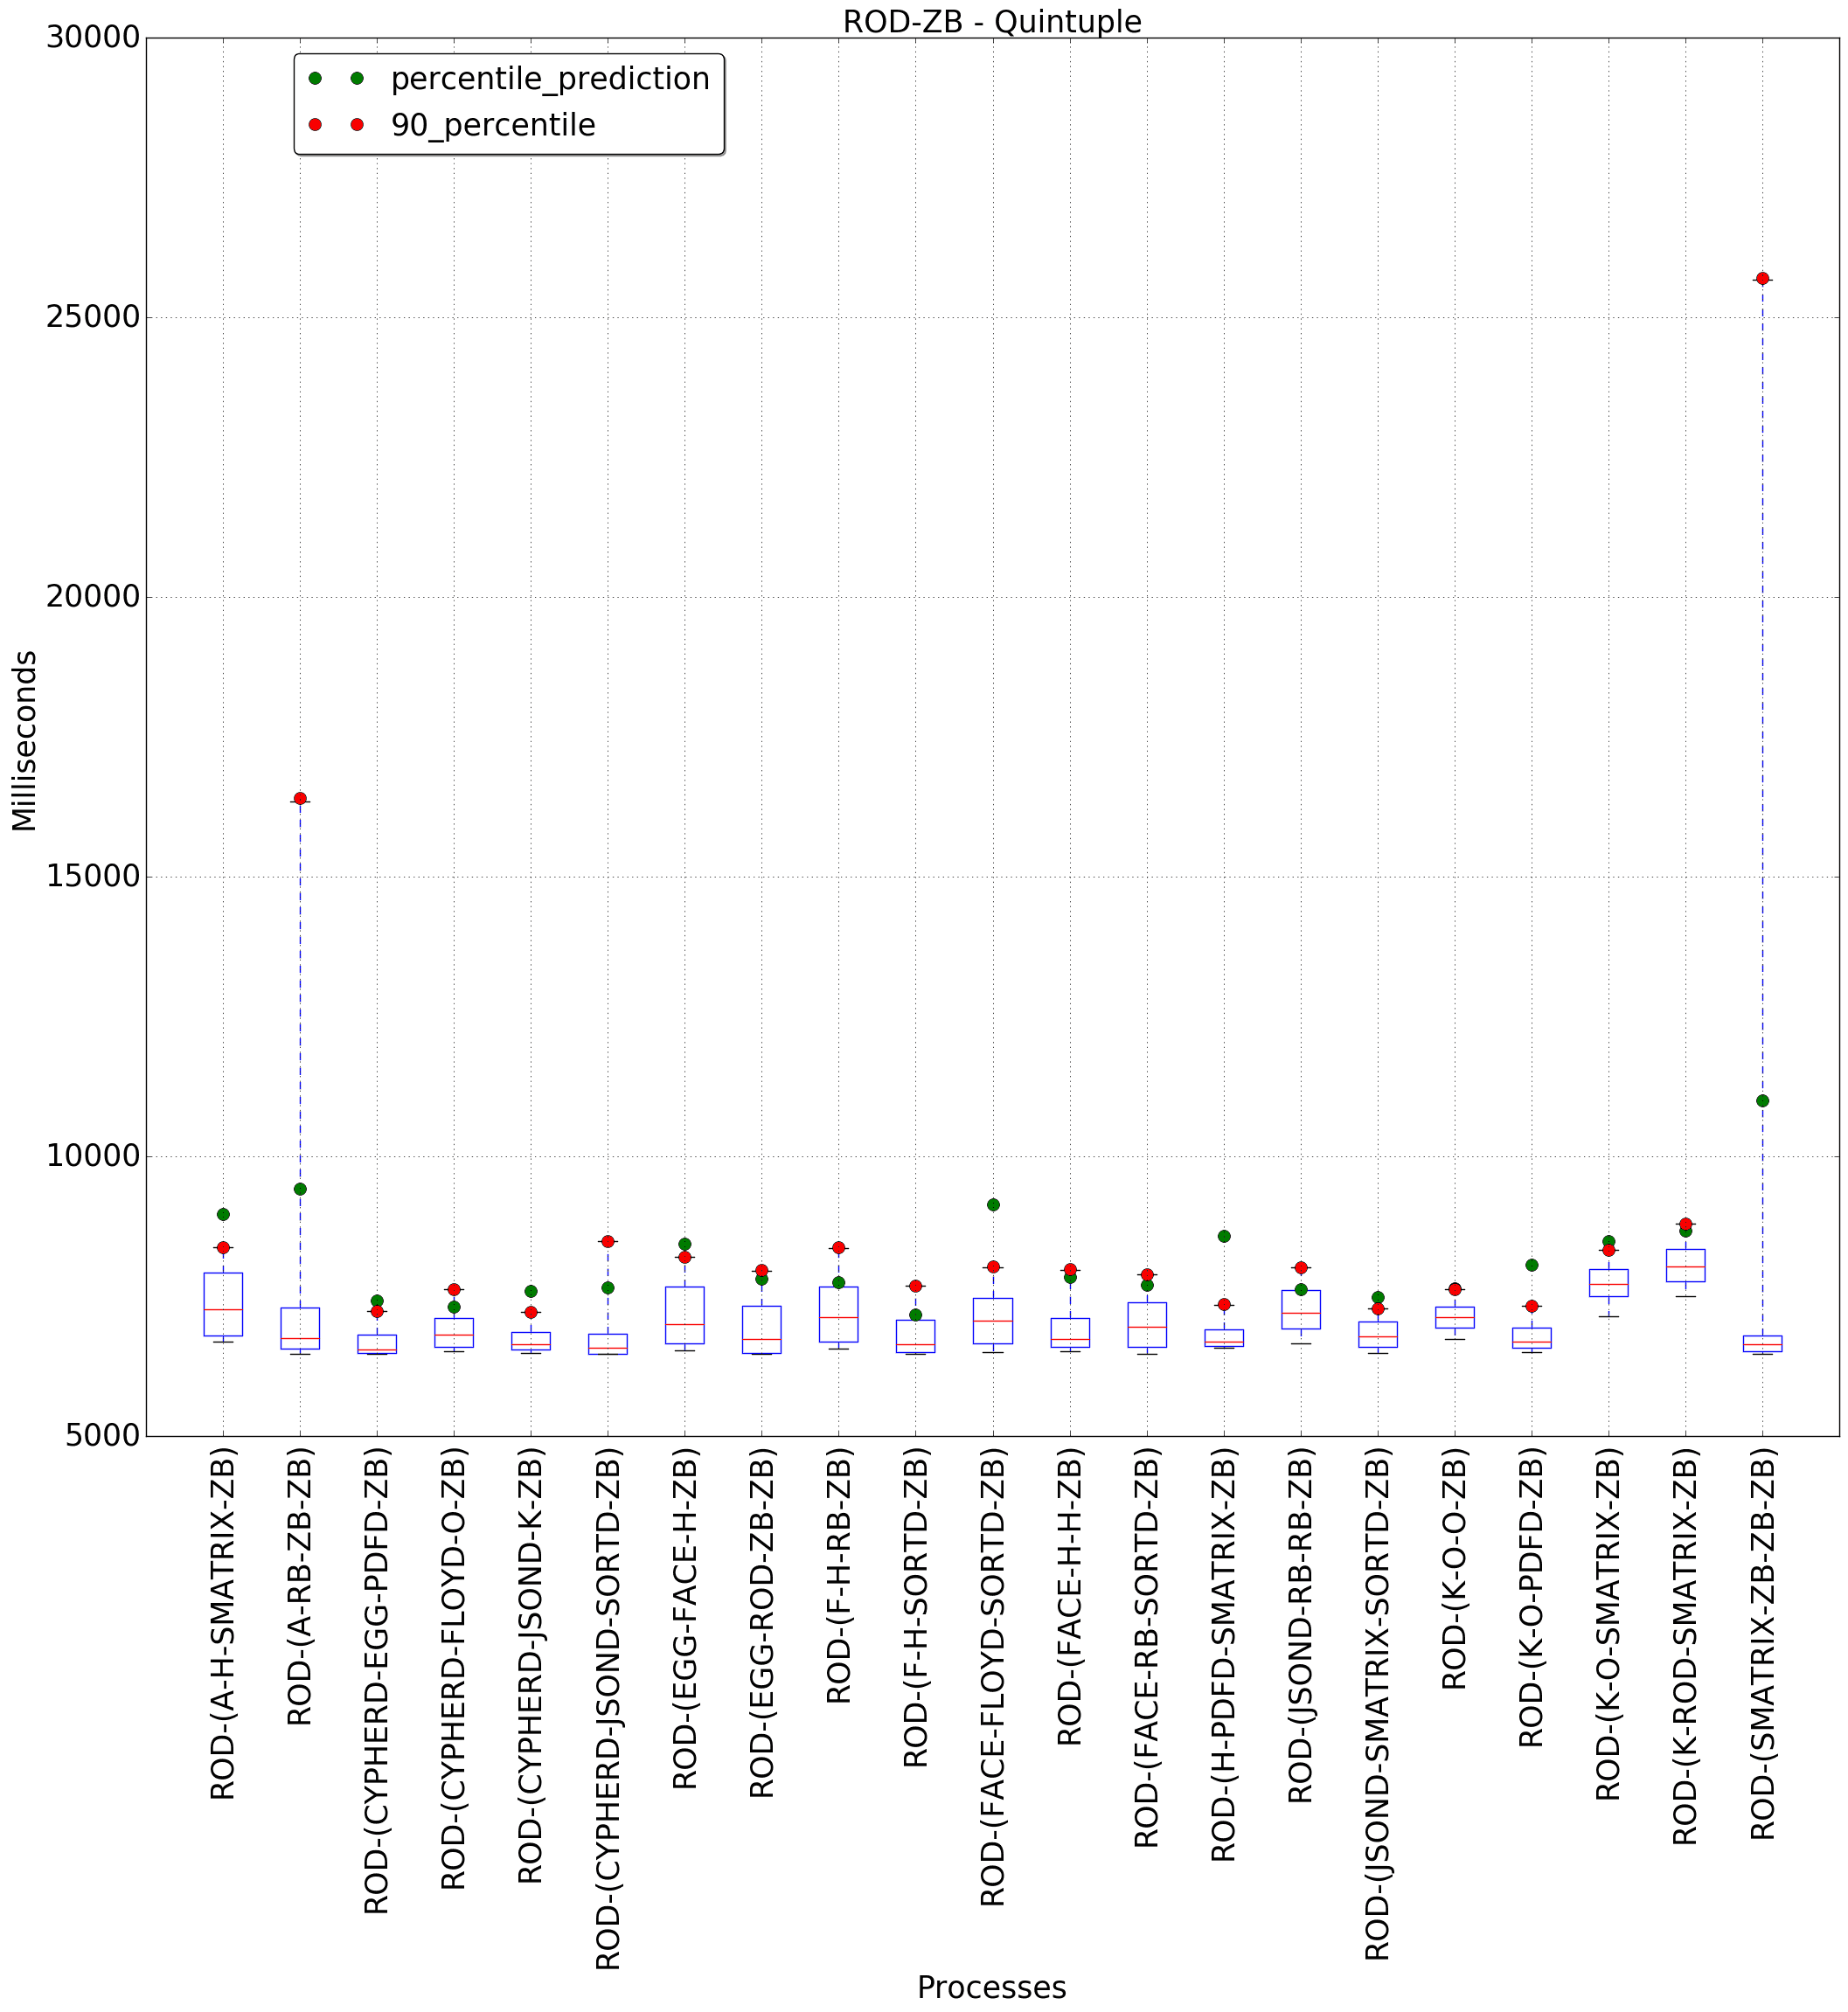 ROD-ZB - Quintuple
percentile_prediction
90_percentile
30000
25000
20000
15000
10000
5000
Milliseconds
ROD-(A-H-SMATRIX-ZB)
ROD-(A-RB-ZB-ZB)
ROD-(CYPHERD-EGG-PDFD-ZB)
ROD-(CYPHERD-FLOYD-O-ZB)
ROD-(CYPHERD-JSOND-K-ZB)
ROD-(CYPHERD-JSOND-SORTD-ZB)
ROD-(EGG-FACE-H-ZB)
ROD-(EGG-ROD-ZB-ZB)
ROD-(F-H-RB-ZB)
ROD-(F-H-SORTD-ZB)
ROD-(FACE-FLOYD-SORTD-ZB)
ROD-(FACE-H-H-ZB)
ROD-(FACE-RB-SORTD-ZB)
ROD-(H-PDFD-SMATRIX-ZB)
ROD-(JSOND-RB-RB-ZB)
ROD-(JSOND-SMATRIX-SORTD-ZB)
ROD-(K-O-O-ZB)
ROD-(K-O-PDFD-ZB)
ROD-(K-O-SMATRIX-ZB)
ROD-(K-ROD-SMATRIX-ZB)
ROD-(SMATRIX-ZB-ZB-ZB)
Processes